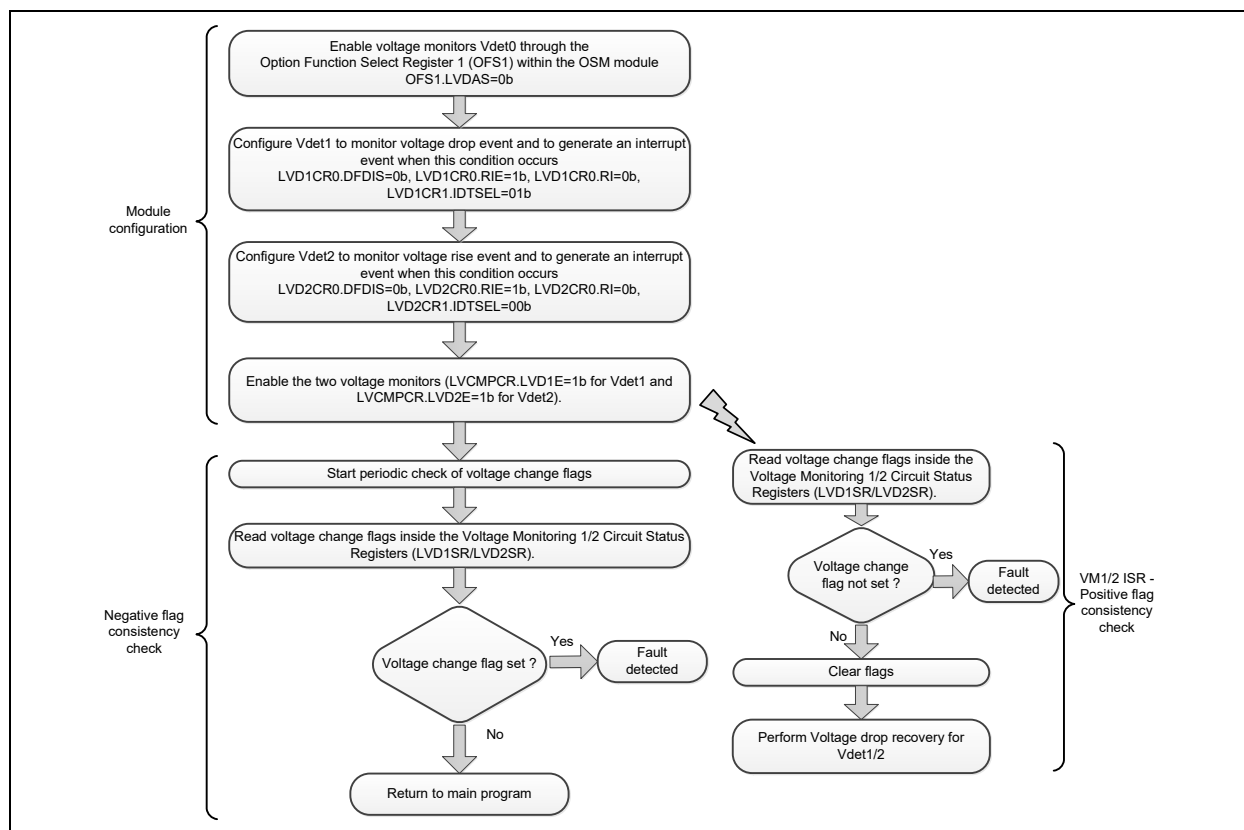 Enable voltage monitors Vdet0 through the
Option Function Select Register 1 (OFS1) within the OSM module
OFS1.LVDAS=0b
Configure Vdet1 to monitor voltage drop event and to generate an interrupt
event when this condition occurs
LVD1CR0.DFDIS=0b, LVD1CR0.RIE=1b, LVD1CR0.RI=0b,
LVD1CR1.IDTSEL=01b
Module
configuration
Configure Vdet2 to monitor voltage rise event and to generate an interrupt
event when this condition occurs
LVD2CR0.DFDIS=0b, LVD2CR0.RIE=1b, LVD2CR0.RI=0b,
LVD2CR1.IDTSEL=00b
Enable the two voltage monitors (LVCMPCR.LVD1E=1b for Vdet1 and
LVCMPCR.LVD2E=1b for Vdet2).
Start periodic check of voltage change flags
Read voltage change flags inside the Voltage Monitoring 1/2 Circuit Status
Registers (LVD1SR/LVD2SR).
Negative flag
consistency
check
Voltage change flag set ?
Yes
Fault
detected
No
Return to main program
Read voltage change flags inside the
Voltage Monitoring 1/2 Circuit Status
Registers (LVD1SR/LVD2SR).
Voltage change
flag not set ?
Yes
Fault
detected
VM1/2 ISR -
Positive flag
consistency
check
No
Clear flags
Perform Voltage drop recovery for
Vdet1/2